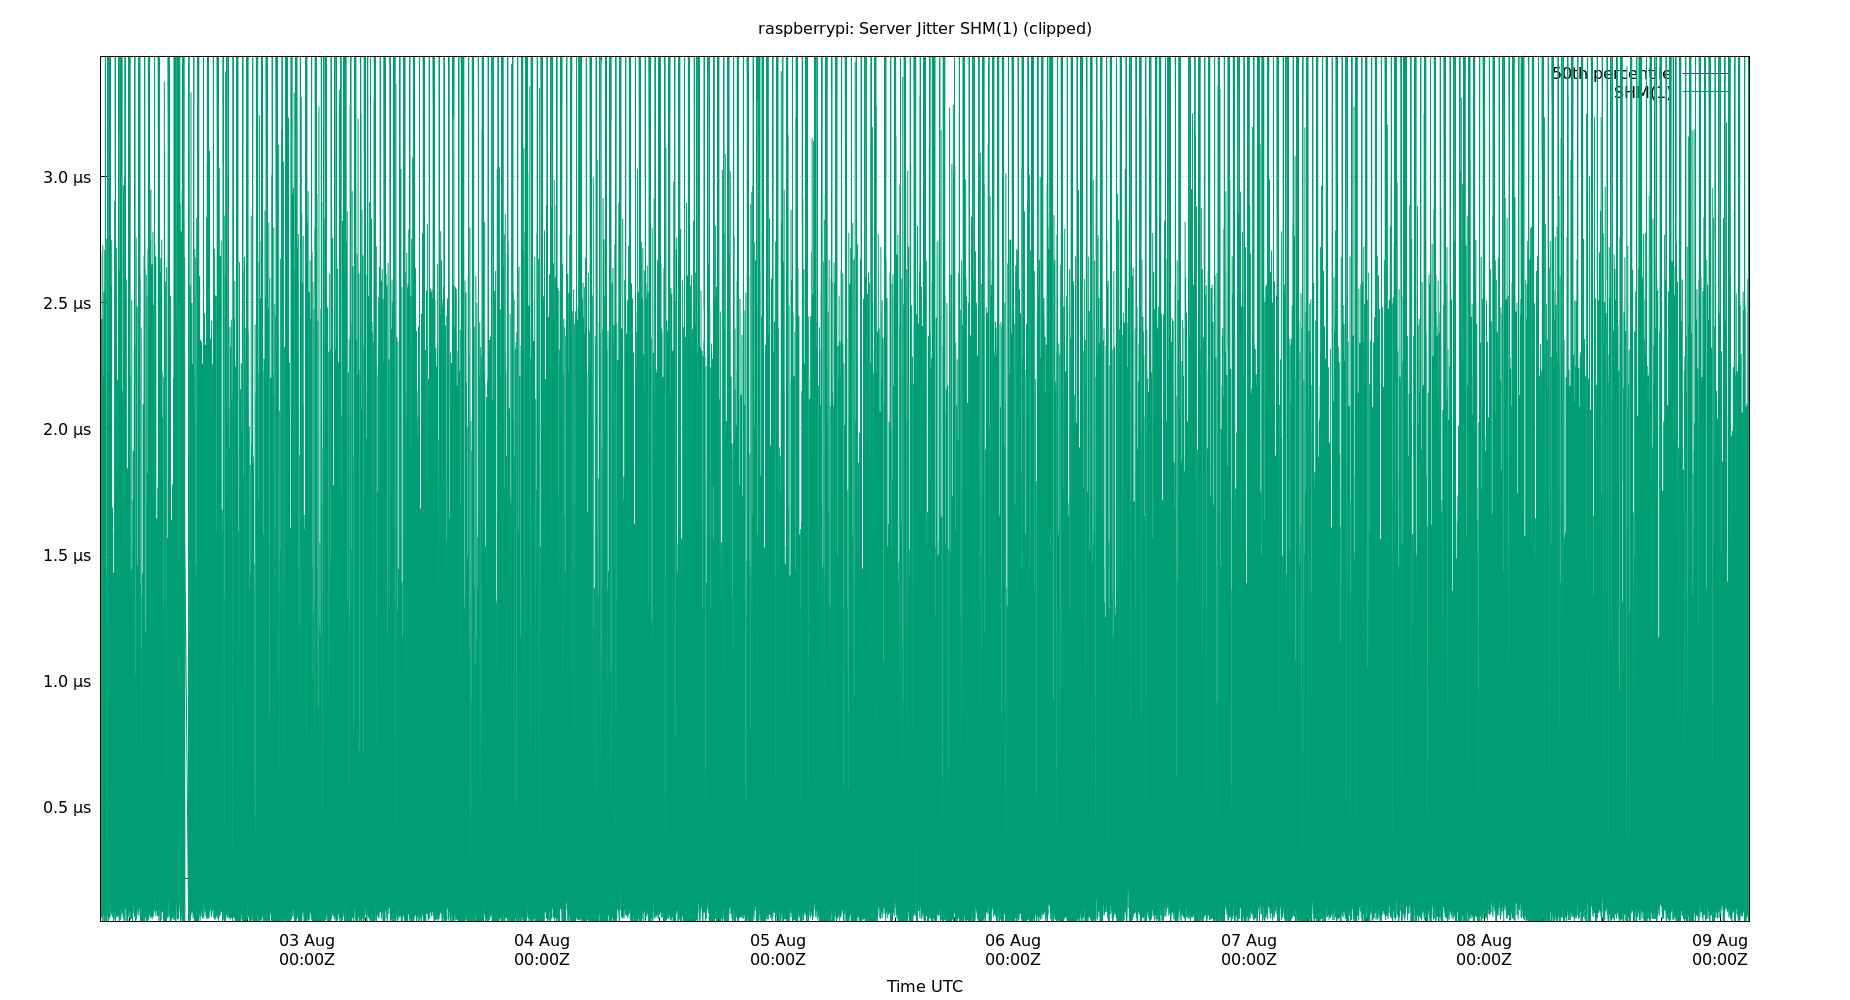 raspberrypi: Server Jitter SHM(1) (clipped)
50th percentile
SHM(1)
3.0 µs
2.5 µs
2.0 µs
1.5 µs
1.0 µs
0.5 µs
03 Aug 04 Aug 05 Aug 06 Aug 07 Aug 08 Aug 09 Aug
00:00Z 00:00Z 00:00Z 00:00Z 00:00Z 00:00Z 00:00Z
Time UTC